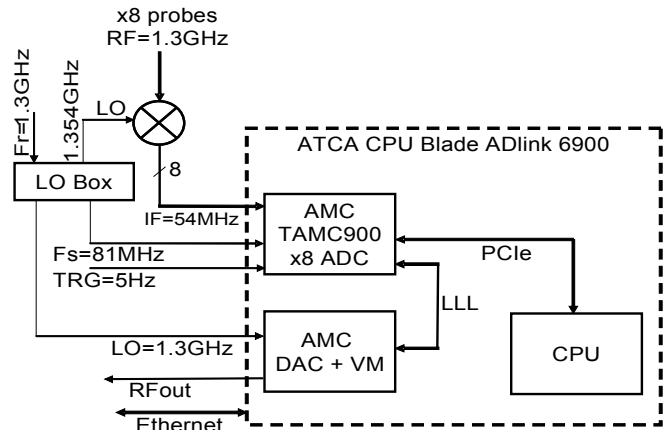 x8 probes
RF=1.3GHz
Fr=1.3GHz
1.354GHz
LO
ATCA CPU Blade ADlink 6900
8
LO Box
IF=54MHz
AMC
TAMC900
x8 ADC
Fs=81MHz
TRG=5Hz
PCIe
LLL
LO=1.3GHz
AMC
DAC + VM
CPU
RFout
Ethernet